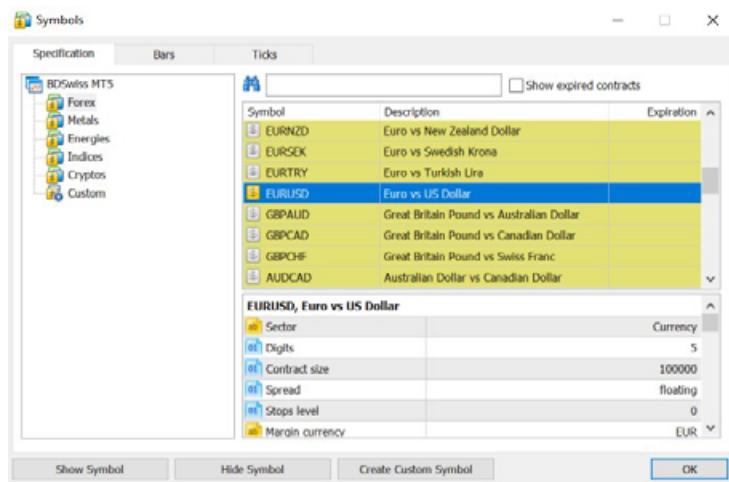 Symbols
Specification Bars Ticks
BDSwiss MT5
Forex
Metals
Energies
Indices
Cryptos
Custom
Show expired contracts
Symbol Description Expiration
EURNZD Euro vs New Zealand Dollar
EURSEK Euro vs Swedish Krona
EURTRY Euro vs Turkish Lira
EURUSD Euro vs US Dollar
GBPAUD Great Britain Pound vs Australian Dollar
GBPCAD Great Britain Pound vs Canadian Dollar
GBPCHF Great Britain Pound vs Swiss Franc
AUDCAD Australian Dollar vs Canadian Dollar
EURUSD, Euro vs US Dollar
Sector Currency
Digits 5
Contract size 100000
Spread floating
Stops level 0
Margin currency EUR
Show Symbol Hide Symbol Create Custom Symbol OK